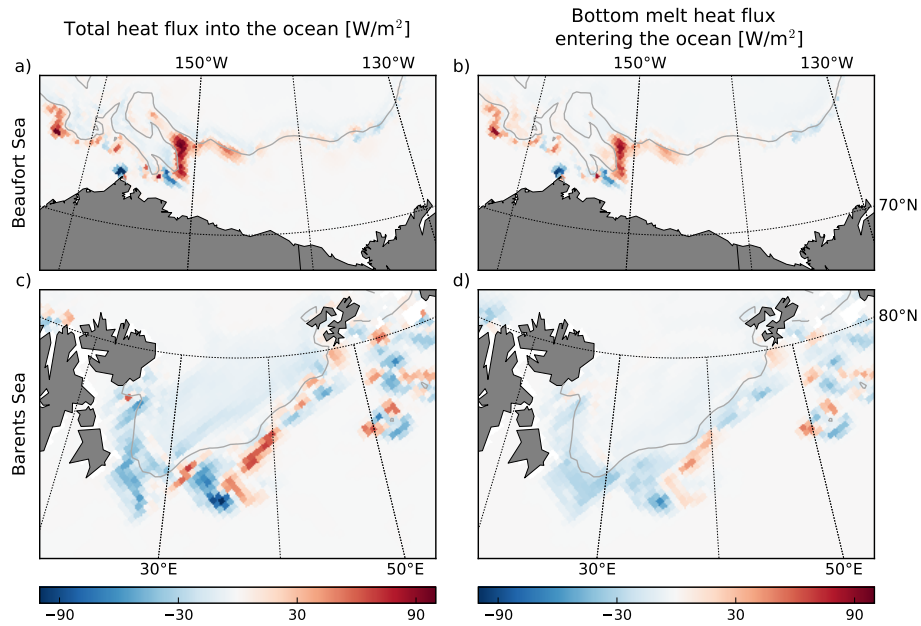 Total heat flux into the ocean [W/m²]
Bottom melt heat flux
entering the ocean [W/m²]
a)
150°W
130°W
b)
150°W
130°W
Beaufort Sea
70°N
c)
d)
80°N
Barents Sea
30°E
50°E
30°E
50°E
−90
−30
30
90
−90
−30
30
90